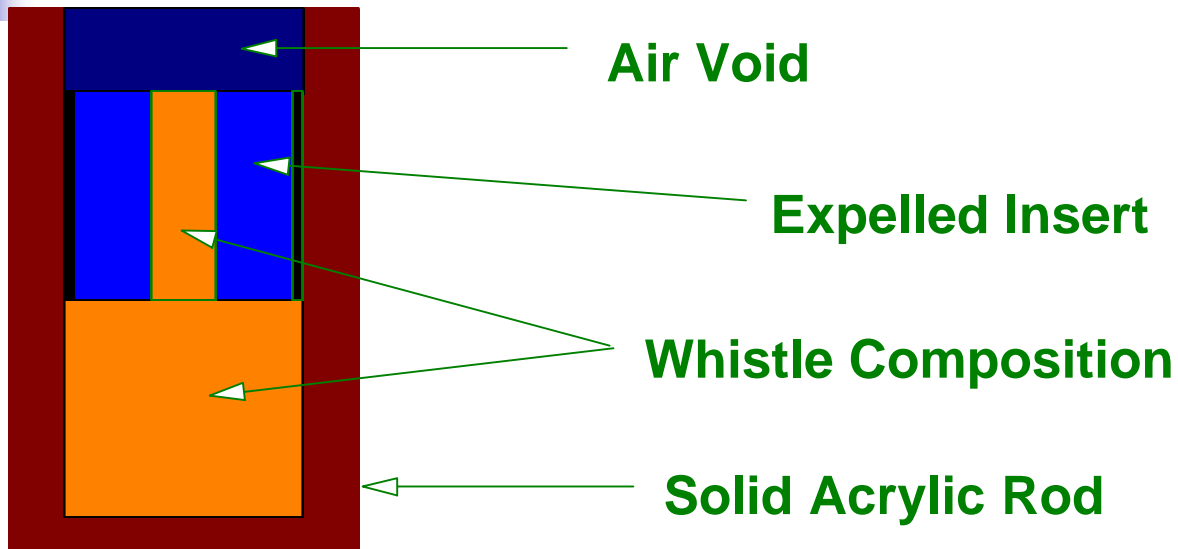 Air Void
Expelled Insert
Whistle Composition
Solid Acrylic Rod